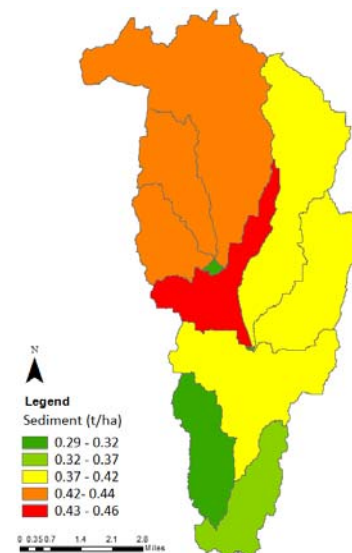 N
Legend
Sediment (t/ha)
0.29 - 0.32
0.32 - 0.37
0.37 - 0.42
0.42- 0.44
0.43 - 0.46
0 0.35 0.7 1.4 2.1 2.8
Miles